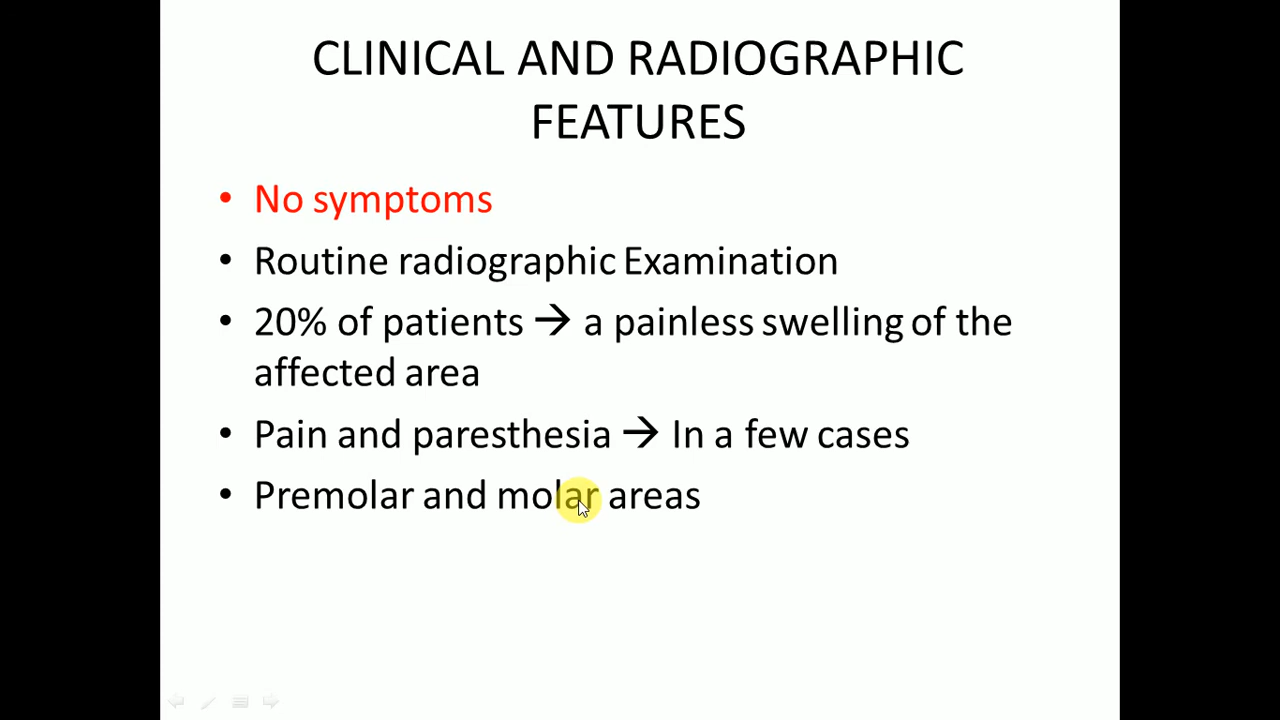 CLINICAL AND RADIOGRAPHIC
FEATURES
• No symptoms
• Routine radiographic Examination
• 20% of patients → a painless swelling of the
affected area
• Pain and paresthesia → In a few cases
• Premolar and molar areas